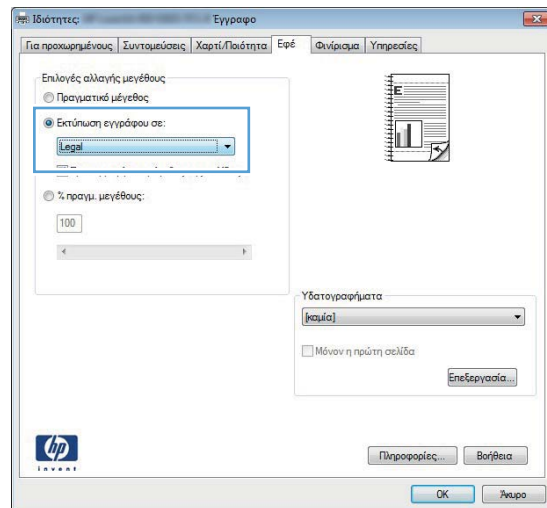 Ιδιότητες: Έγγραφο
Για προχωρημένους Συντομεύσεις Χαρτί/Ποιότητα Εφέ Φινίρισμα Υπηρεσίες
Επιλογές αλλαγής μεγέθους
Πραγματικό μέγεθος
Εκτύπωση εγγράφου σε:
Legal
% πραγμ. μεγέθους:
100
E
Υδατογραφήματα
[καμία]
Μόνον η πρώτη σελίδα
Επεξεργασία...
hp
invent
Πληροφορίες... Βοήθεια
OK Άκυρο